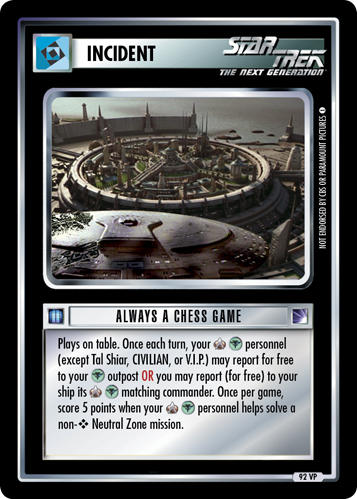 INCIDENT
STAR TREK
THE NEXT GENERATION
NOT ENDORSED BY CBS OR PARAMOUNT PICTURES
ALWAYS A CHESS GAME
Plays on table. Once each turn, your personnel
(except Tal Shiar, CIVILIAN, or V.I.P.) may report for free
to your outpost OR you may report (for free) to your
ship its matching commander. Once per game,
score 5 points when your personnel helps solve a
non- Neutral Zone mission.
92 VP